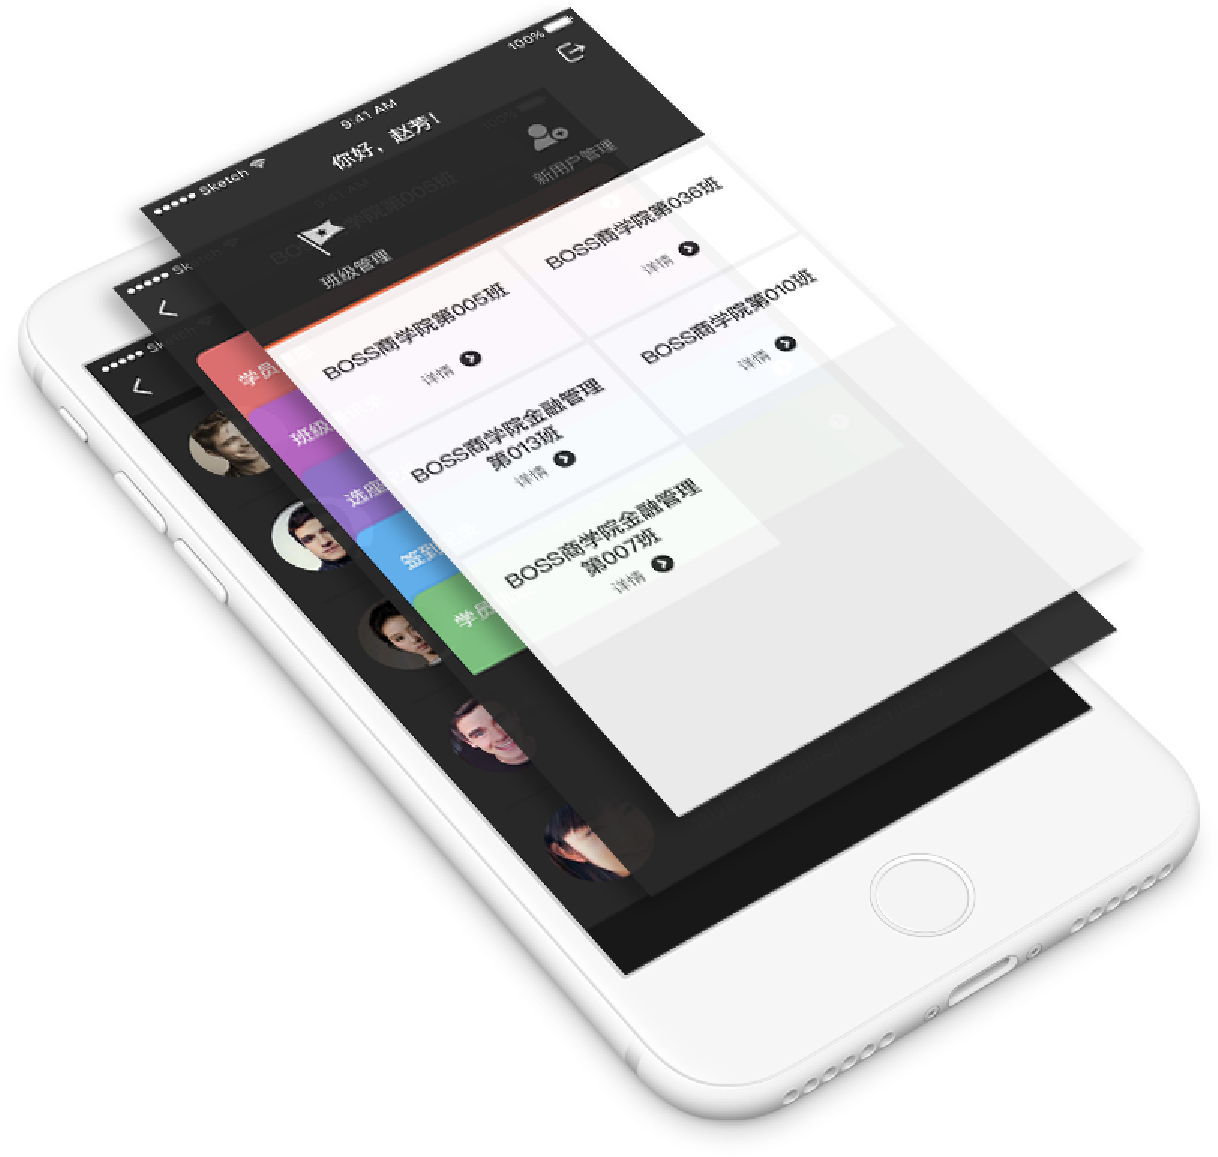 Sketch
9:41 AM
100%
你好，赵芳！
班级管理
新用户管理
BOSS商学院第005班
详情
BOSS商学院第036班
详情
BOSS商学院金融管理
第013班
详情
BOSS商学院第010班
详情
BOSS商学院金融管理
第007班
详情
Sk
学员
班级
选座
签到
学员